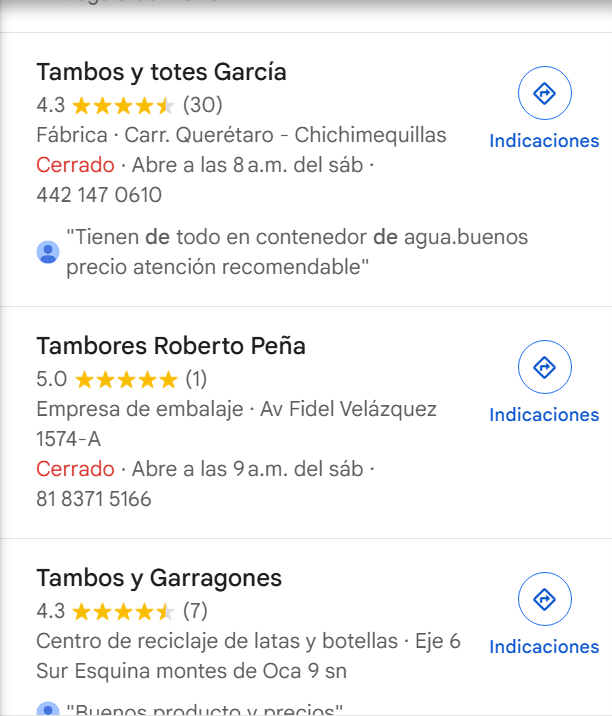 Tambos y totes García
4.3 (30)
Fábrica · Carr. Querétaro - Chichimequillas
Cerrado · Abre a las 8 a.m. del sáb ·
442 147 0610
"Tienen de todo en contenedor de agua.buenos
precio atención recomendable"
Indicaciones
Tambores Roberto Peña
5.0 (1)
Empresa de embalaje · Av Fidel Velázquez
1574-A
Cerrado · Abre a las 9 a.m. del sáb ·
81 8371 5166
Indicaciones
Tambos y Garragones
4.3 (7)
Centro de reciclaje de latas y botellas · Eje 6
Sur Esquina montes de Oca 9 sn
Indicaciones
"Buenos producto y precios"